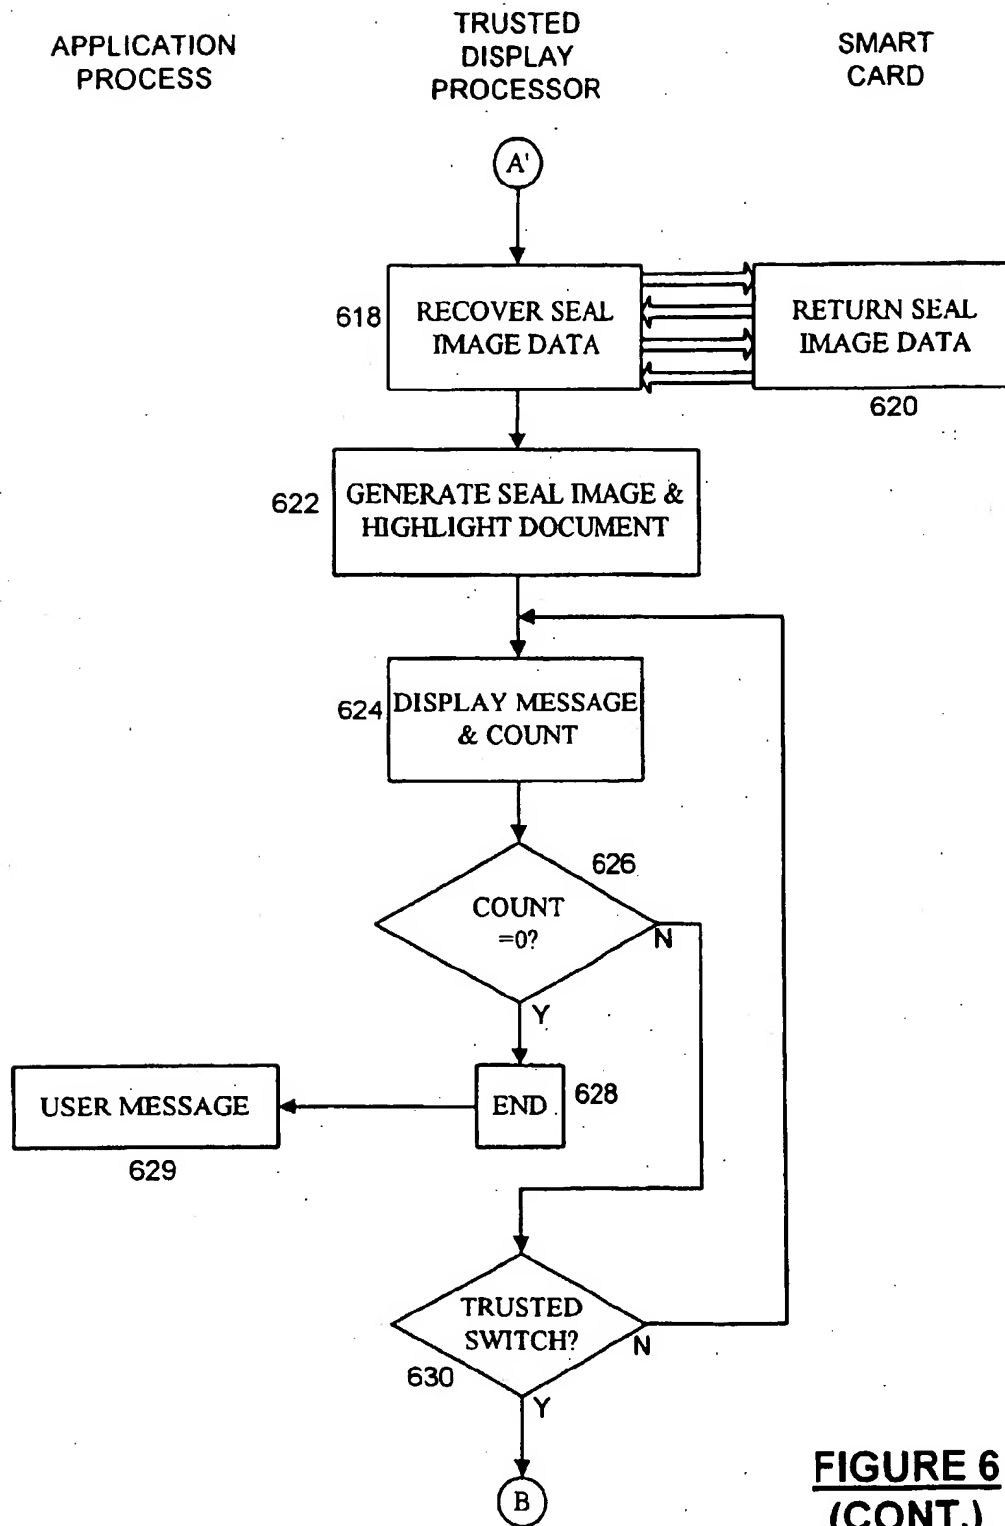 APPLICATION
PROCESS
TRUSTED
DISPLAY
PROCESSOR
SMART
CARD
A'
618
RECOVER SEAL
IMAGE DATA
RETURN SEAL
IMAGE DATA
620
622
GENERATE SEAL IMAGE &
HIGHLIGHT DOCUMENT
624
DISPLAY MESSAGE
& COUNT
626
COUNT
=0?
N
Y
USER MESSAGE
629
END
628
TRUSTED
SWITCH?
N
630
Y
B
FIGURE 6
(CONT.)